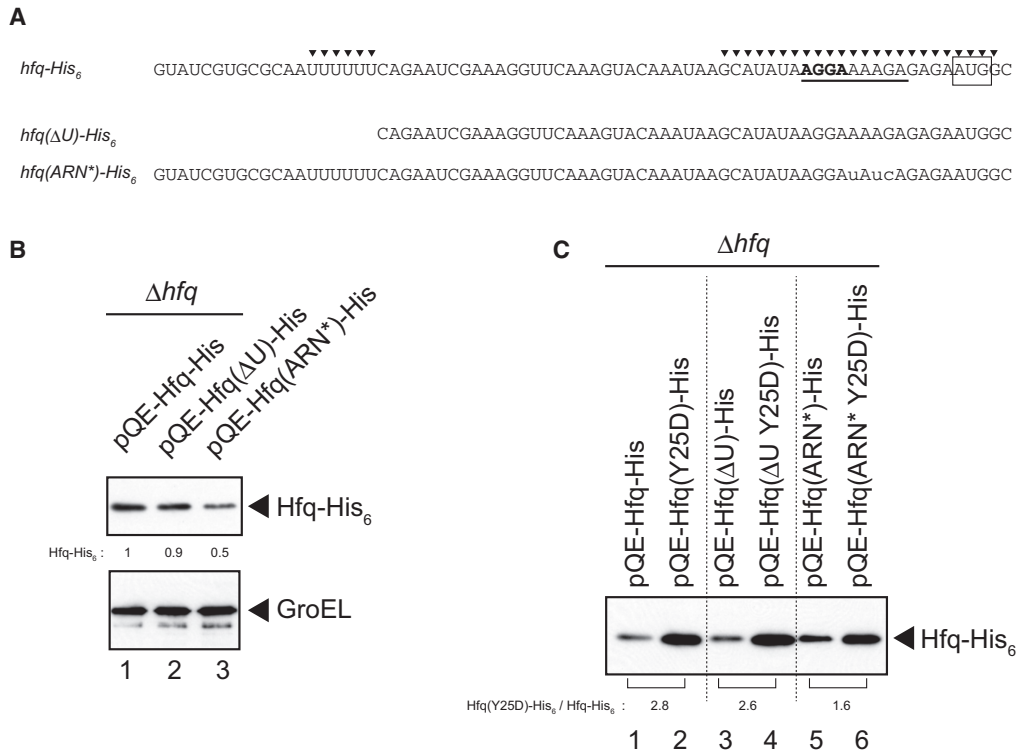 A
hfq-His6 GUAUCGUGCGCAAUUUUUUCAGAAUCGAAAGGUUCAAAGUACAAAUAAGCAUAUAAGGAAAAGAGAGAAUGGC
hfq(ΔU)-His6 CAGAAUCGAAAGGUUCAAAGUACAAAUAAGCAUAUAAGGAAAAGAGAGAAUGGC
hfq(ARN*)-His6 GUAUCGUGCGCAAUUUUUUCAGAAUCGAAAGGUUCAAAGUACAAAUAAGCAUAUAAGGAuAucAGAGAAUGGC
B
Δhfq
pQE-Hfq-His
pQE-Hfq(ΔU)-His
pQE-Hfq(ARN*)-His
Hfq-His6
Hfq-His6 : 1 0.9 0.5
GroEL
1 2 3
C
Δhfq
pQE-Hfq-His
pQE-Hfq(Y25D)-His
pQE-Hfq(ΔU)-His
pQE-Hfq(ΔU Y25D)-His
pQE-Hfq(ARN*)-His
pQE-Hfq(ARN* Y25D)-His
Hfq-His6
Hfq(Y25D)-His6 / Hfq-His6 : 2.8 2.6 1.6
1 2 3 4 5 6